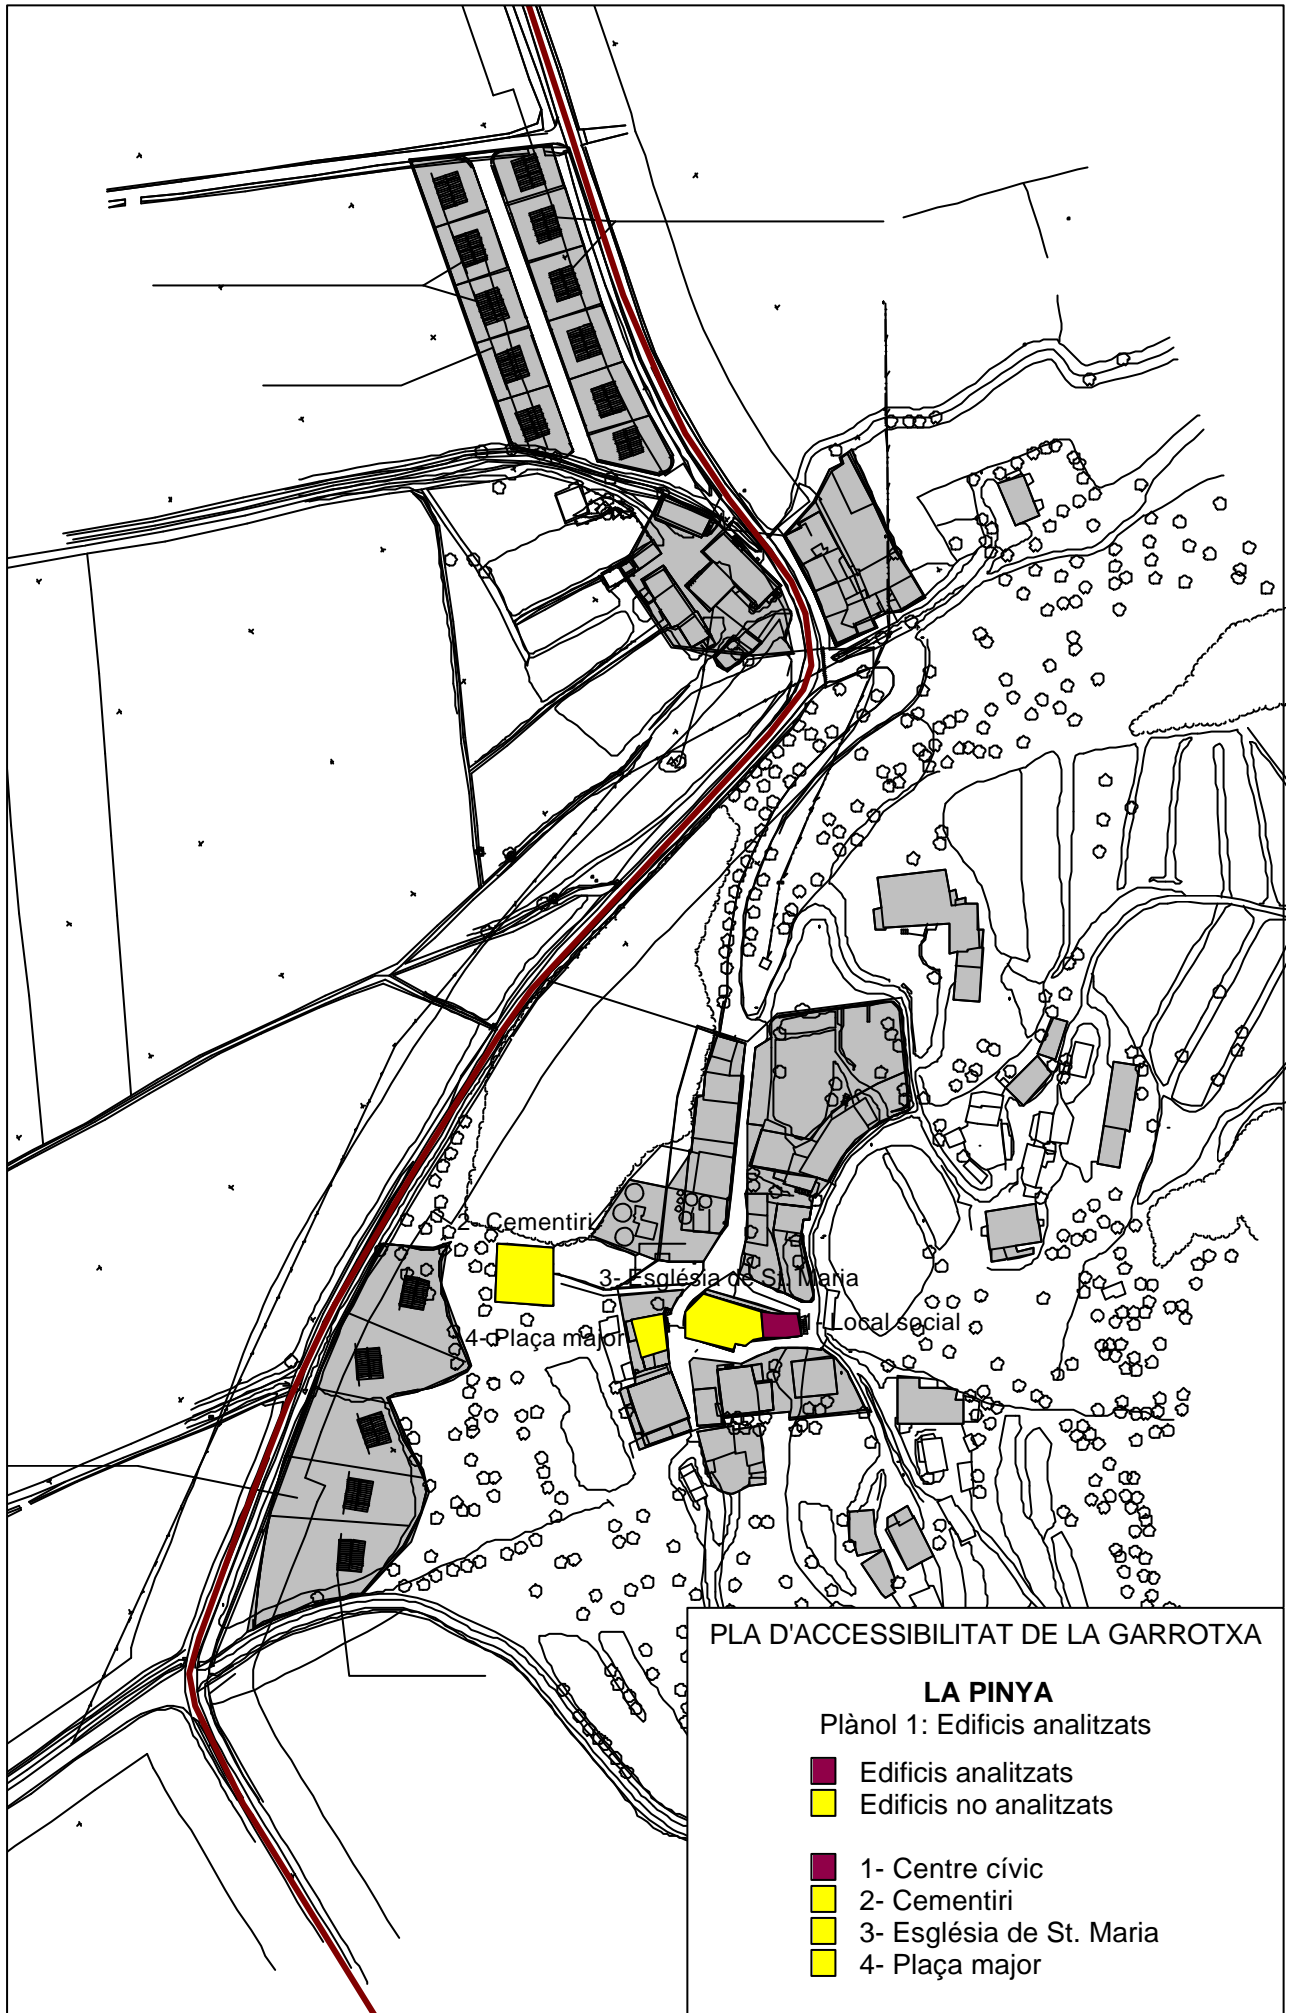 2- Cementiri
3- Església de St. Maria
1- Local social
4- Plaça major
PLA D'ACCESSIBILITAT DE LA GARROTXA
LA PINYA
Plànol 1: Edificis analitzats
Edificis analitzats
Edificis no analitzats
1- Centre cívic
2- Cementiri
3- Església de St. Maria
4- Plaça major